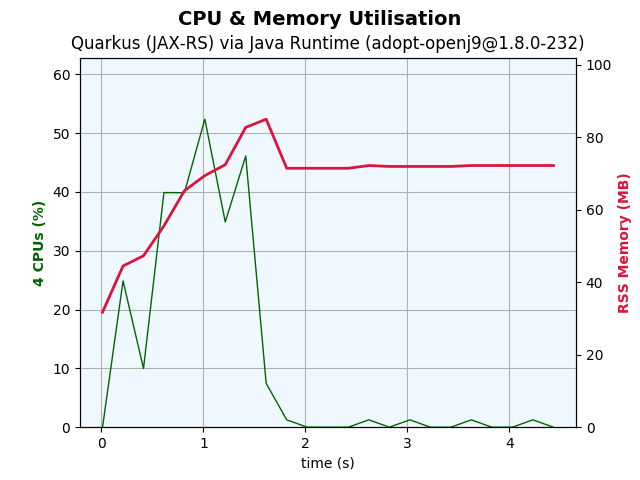 CPU & Memory Utilisation
Quarkus (JAX-RS) via Java Runtime (adopt-openj9@1.8.0-232)
60
50
40
30
20
10
0
4 CPUs (%)
100
80
60
40
20
0
RSS Memory (MB)
0 1 2 3 4
time (s)